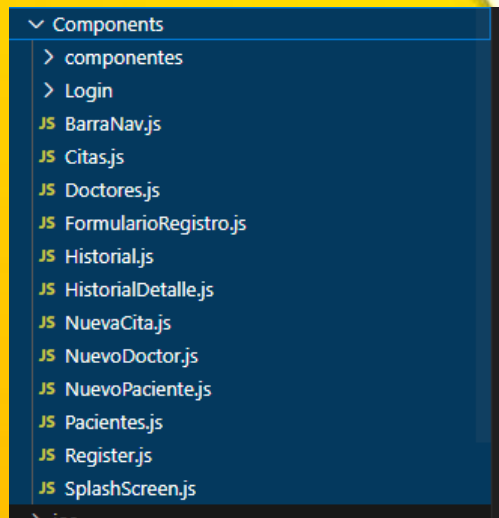 Components
componentes
Login
JS BarraNav.js
JS Citas.js
JS Doctores.js
JS FormularioRegistro.js
JS Historial.js
JS HistorialDetalle.js
JS NuevaCita.js
JS NuevoDoctor.js
JS NuevoPaciente.js
JS Pacientes.js
JS Register.js
JS SplashScreen.js